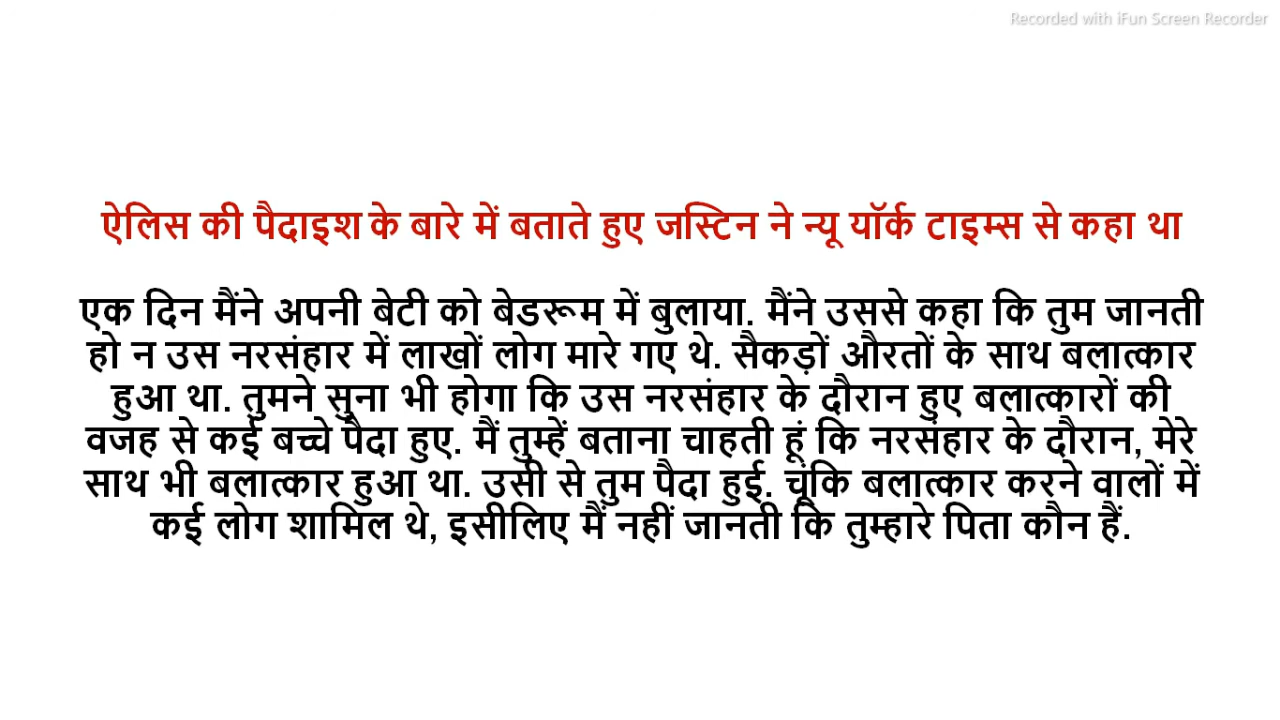 Recorded with iFun Screen Recorder
ऐलिस की पैदाइश के बारे में बताते हुए जस्टिन ने न्यू यॉर्क टाइम्स से कहा था
एक दिन मैंने अपनी बेटी को बेडरूम में बुलाया. मैंने उससे कहा कि तुम जानती
हो न उस नरसंहार में लाखों लोग मारे गए थे. सैकड़ों औरतों के साथ बलात्कार
हुआ था. तुमने सुना भी होगा कि उस नरसंहार के दौरान हुए बलात्कारों की
वजह से कई बच्चे पैदा हुए. मैं तुम्हें बताना चाहती हूं कि नरसंहार के दौरान, मेरे
साथ भी बलात्कार हुआ था. उसी से तुम पैदा हुई. चूंकि बलात्कार करने वालों में
कई लोग शामिल थे, इसीलिए मैं नहीं जानती कि तुम्हारे पिता कौन हैं.